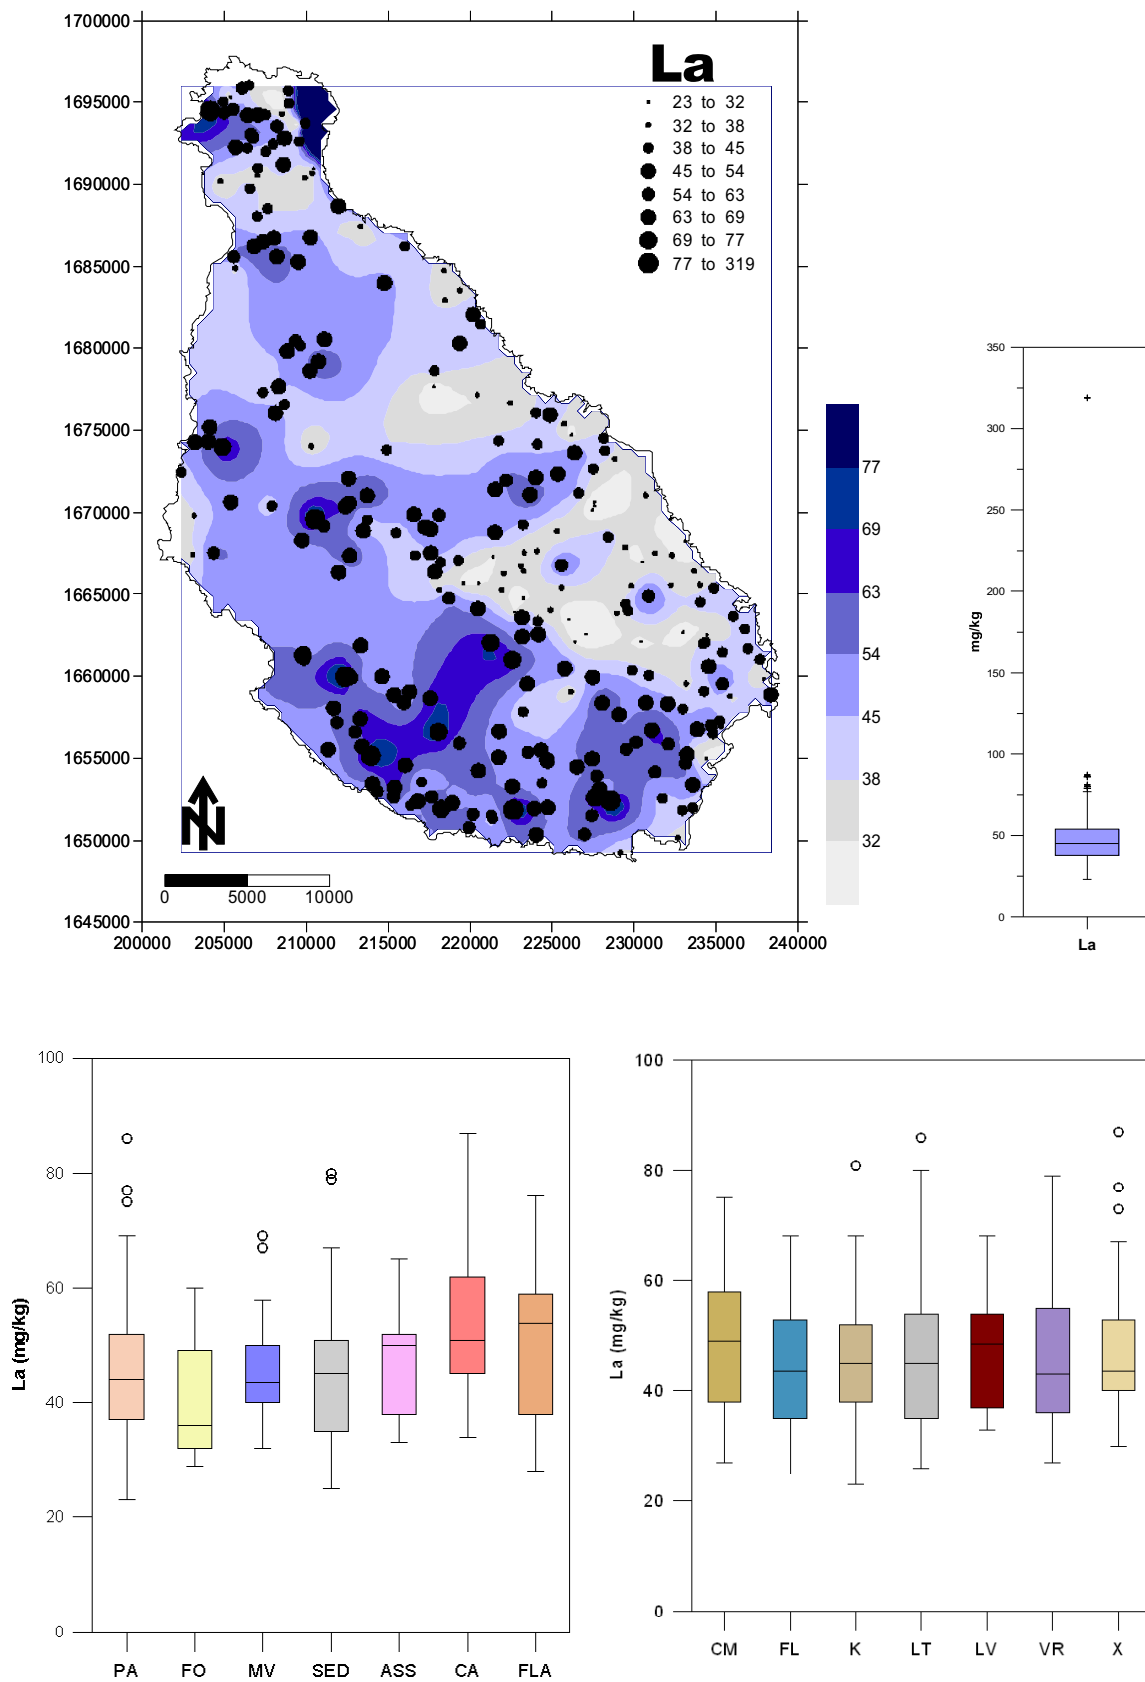 La
1700000
1695000
1690000
1685000
1680000
1675000
1670000
1665000
1660000
1655000
1650000
1645000
200000 205000 210000 215000 220000 225000 230000 235000 240000
23 to 32
32 to 38
38 to 45
45 to 54
54 to 63
63 to 69
69 to 77
77 to 319
N
0 5000 10000
77
69
63
54
45
38
32
350
300
250
200
150
100
50
0
mg/kg
La
100
80
60
40
20
0
La (mg/kg)
PA FO MV SED ASS CA FLA
100
80
60
40
20
0
La (mg/kg)
CM FL K LT LV VR X